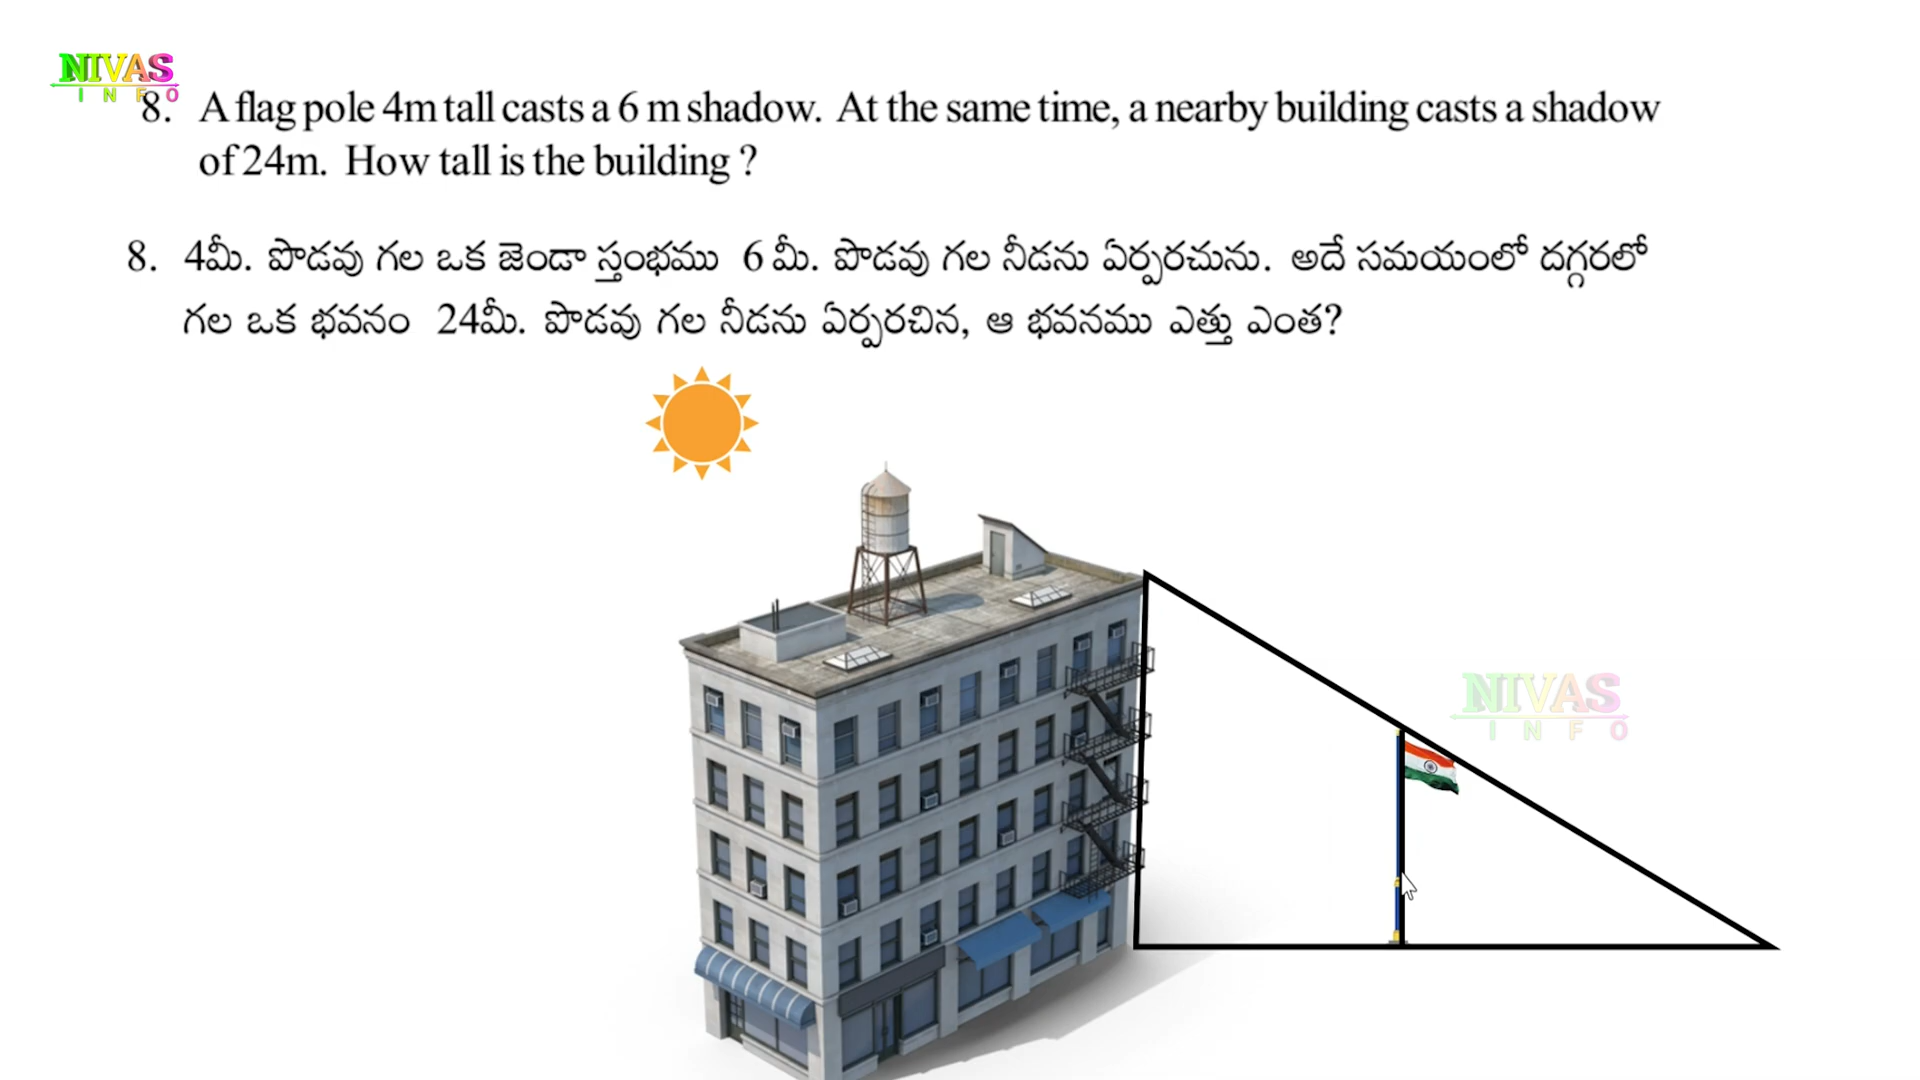 NIVAS
INFO
8. A flag pole 4m tall casts a 6 m shadow. At the same time, a nearby building casts a shadow
of 24m. How tall is the building ?
8. 4మీ. పొడవు గల ఒక జెండా స్తంభము 6 మీ. పొడవు గల నీడను ఏర్పరచును. అదే సమయంలో దగ్గరలో
గల ఒక భవనం 24మీ. పొడవు గల నీడను ఏర్పరచిన, ఆ భవనము ఎత్తు ఎంత?
NIVAS
INFO